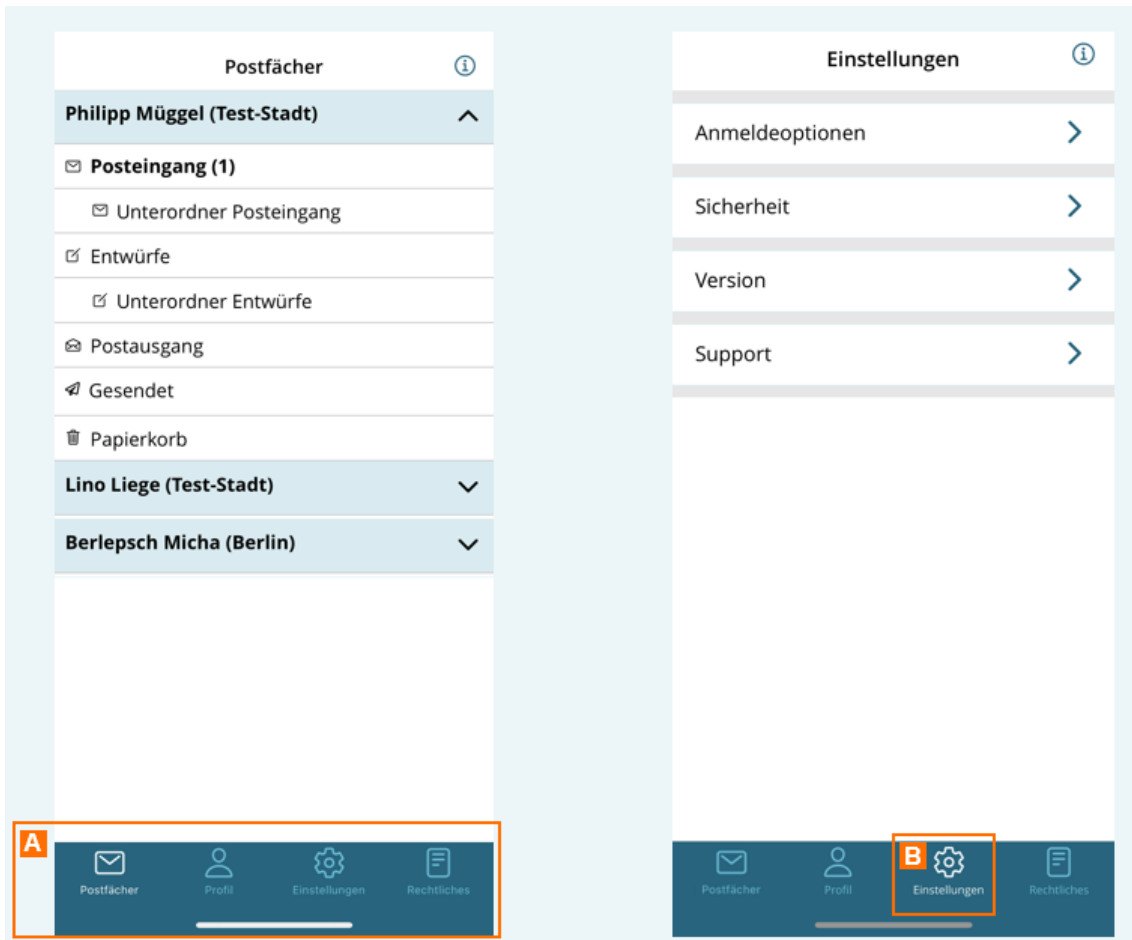 Postfächer
Philipp Müggel (Test-Stadt)
Posteingang (1)
Unterordner Posteingang
Entwürfe
Unterordner Entwürfe
Postausgang
Gesendet
Papierkorb
Lino Liege (Test-Stadt)
Berlepsch Micha (Berlin)
A
Postfächer Profil Einstellungen Rechtliches
Einstellungen
Anmeldeoptionen
Sicherheit
Version
Support
B
Postfächer Profil Einstellungen Rechtliches